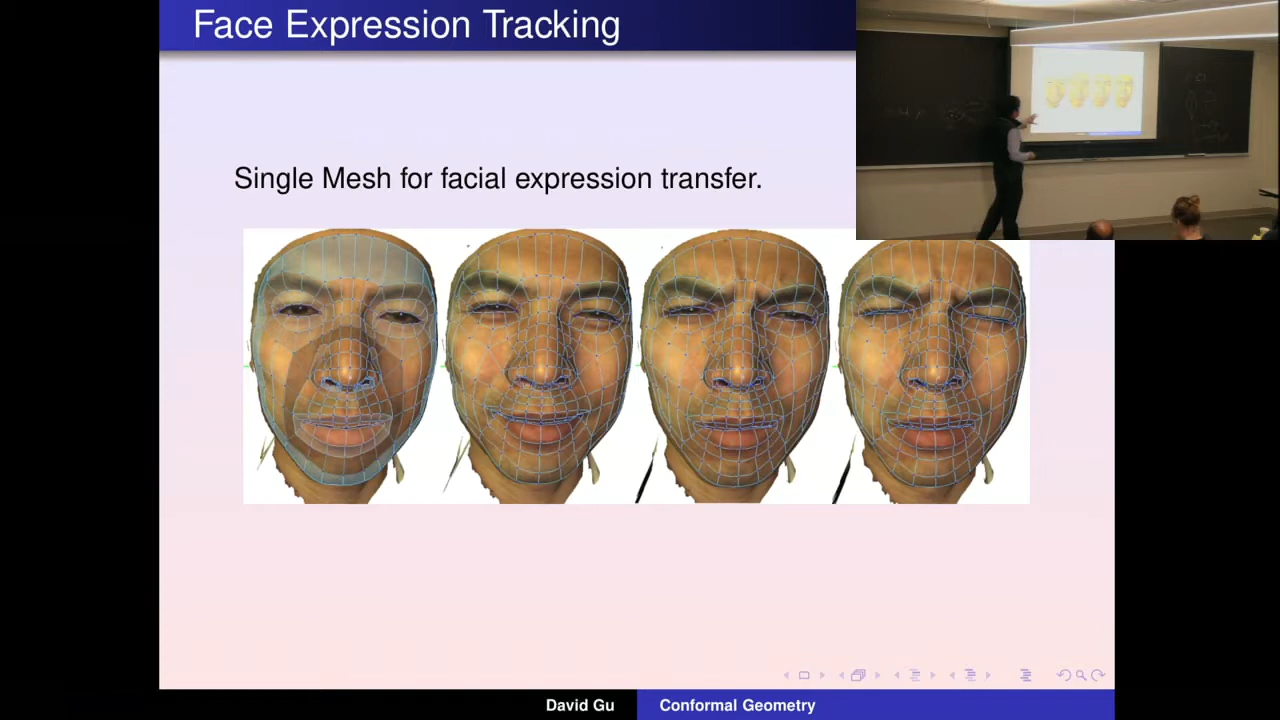 Face Expression Tracking
Single Mesh for facial expression transfer.
David Gu
Conformal Geometry